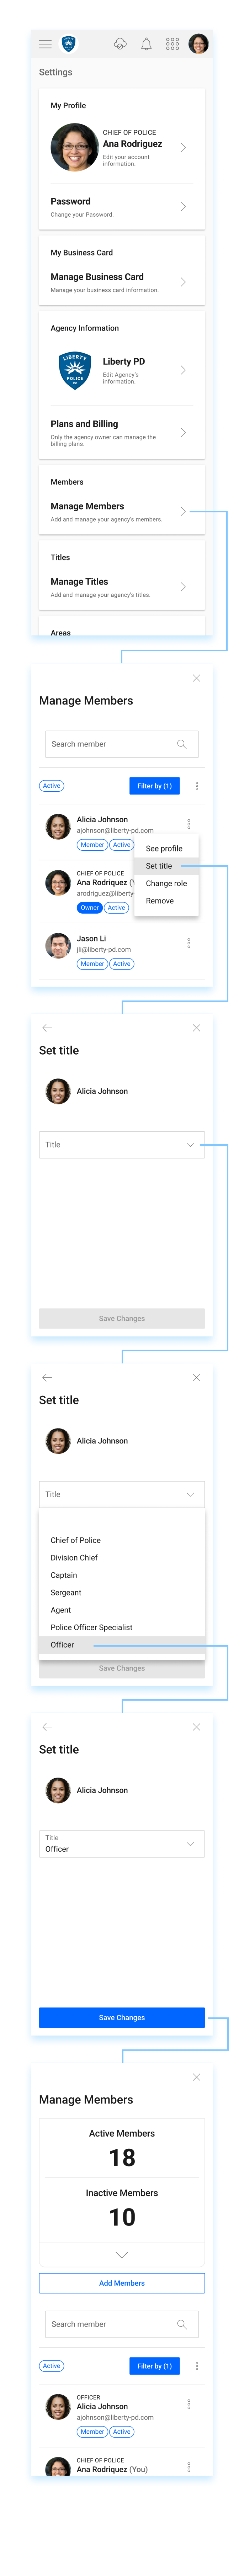 Settings
My Profile
CHIEF OF POLICE
Ana Rodriguez
Edit your account
information.
Password
Change your Password.
My Business Card
Manage Business Card
Manage your business card information.
Agency Information
LIBERTY
POLICE
Liberty PD
Edit Agency's
information.
Plans and Billing
Only the agency owner can manage the
billing plans.
Members
Manage Members
Add and manage your agency's members.
Titles
Manage Titles
Add and manage your agency's titles.
Areas
Manage Members
Search member
Active
Filter by (1)
Alicia Johnson
ajohnson@liberty-pd.com
Member Active
See profile
Set title
Change role
Remove
CHIEF OF POLICE
Ana Rodriquez (Y
arodriguez@liberty-
Owner Active
Jason Li
jli@liberty-pd.com
Member Active
Set title
Alicia Johnson
Title
Save Changes
Set title
Alicia Johnson
Title
Chief of Police
Division Chief
Captain
Sergeant
Agent
Police Officer Specialist
Officer
Save Changes
Set title
Alicia Johnson
Title
Officer
Save Changes
Manage Members
Active Members
18
Inactive Members
10
Add Members
Search member
Active
Filter by (1)
OFFICER
Alicia Johnson
ajohnson@liberty-pd.com
Member Active
CHIEF OF POLICE
Ana Rodriquez (You)